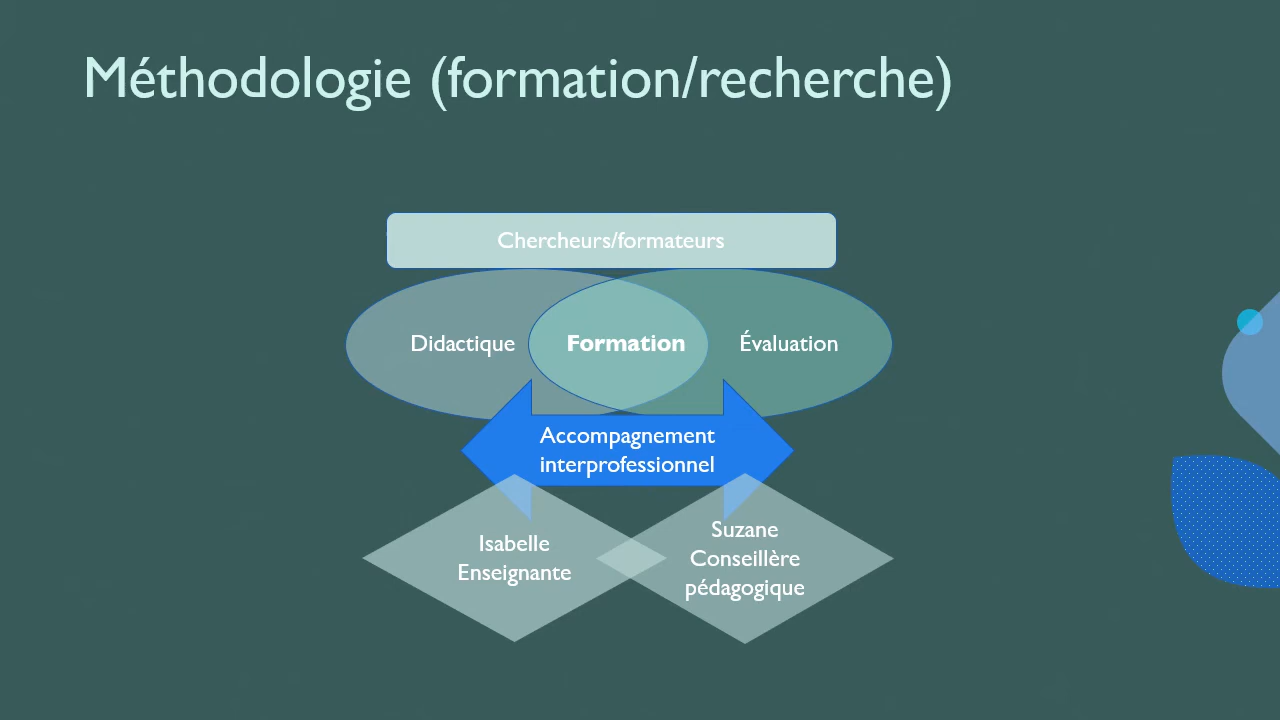 Méthodologie (formation/recherche)
Chercheurs/formateurs
Didactique
Formation
Évaluation
Accompagnement
interprofessionnel
Isabelle
Enseignante
Suzane
Conseillère
pédagogique